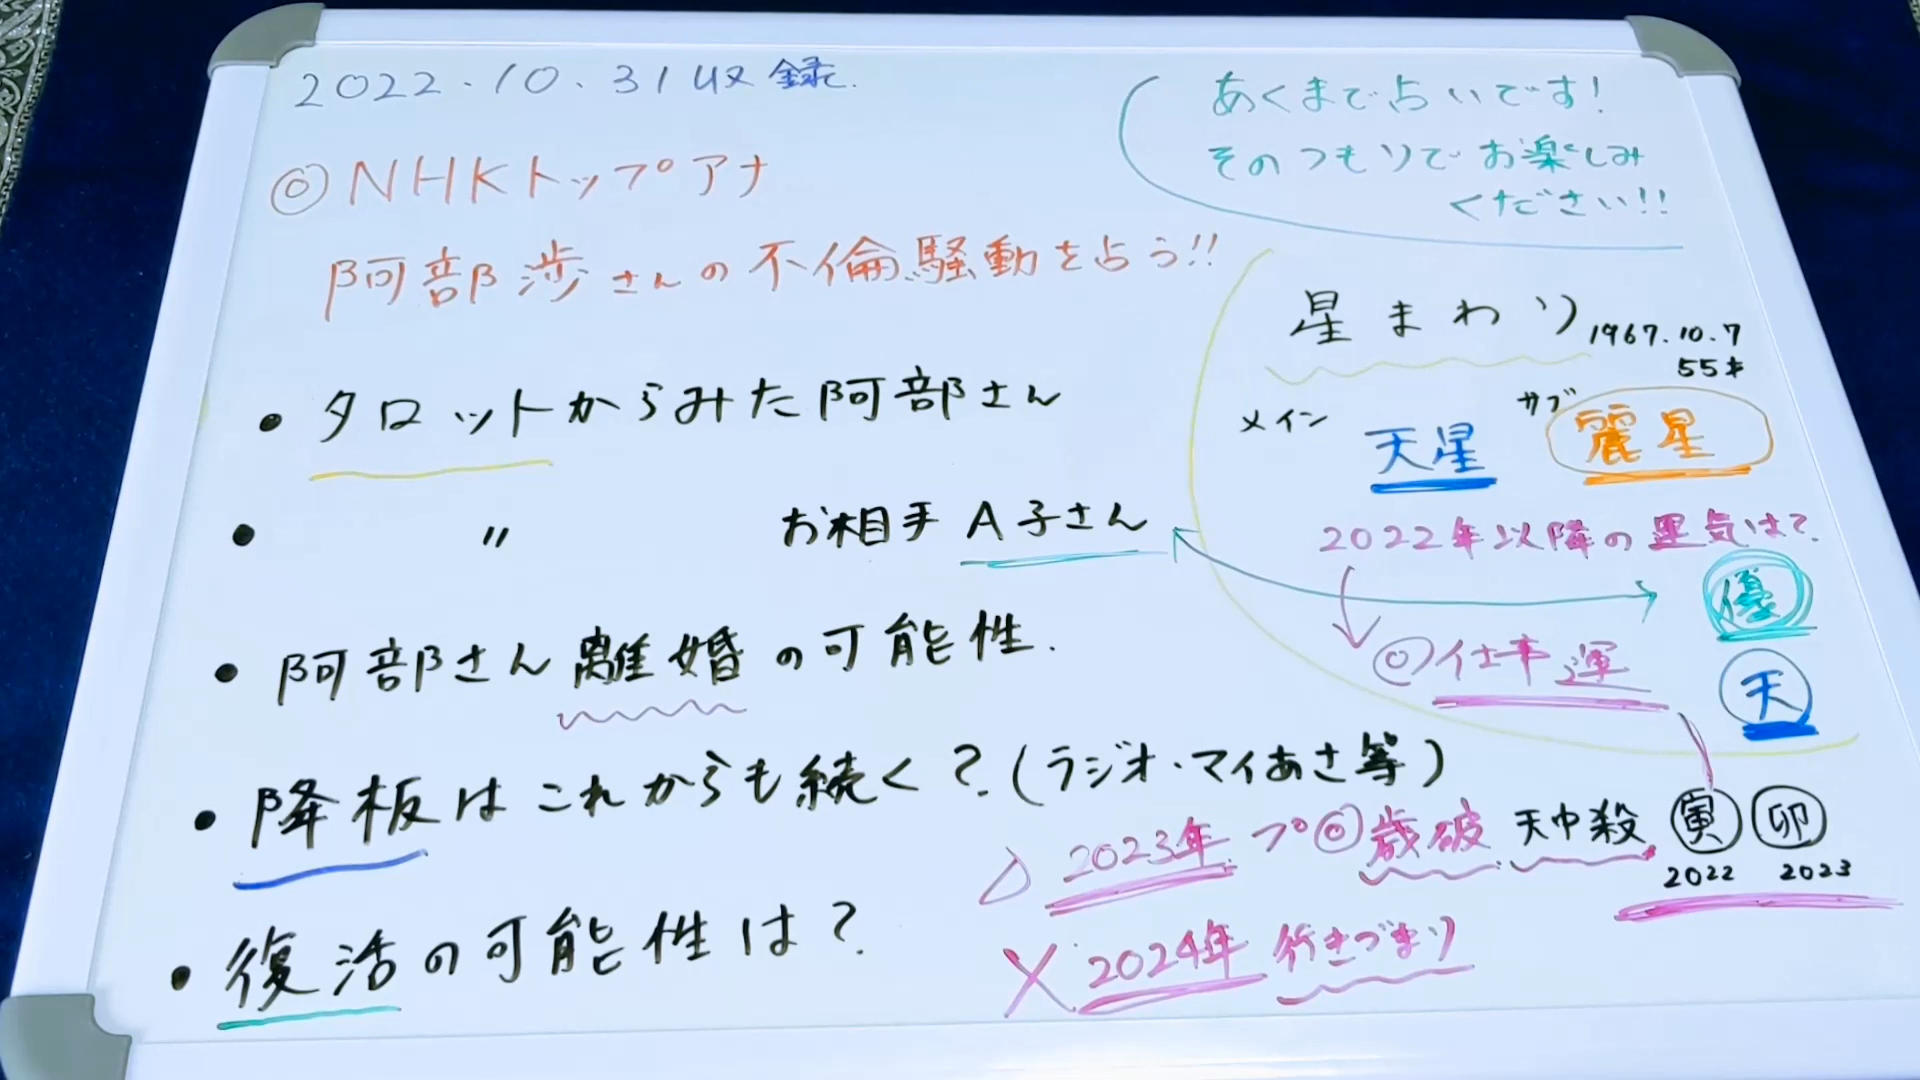 2022.10.31収録.
あくまで占いです!
そのつもりでお楽しみ
ください!!
◎NHKトップアナ
阿部渉さんの不倫騒動を占う!!
星まわり
1967.10.7
55才
メイン 天星
サブ 麗星
2022年以降の運気は?
優
◎仕事運
天
・タロットからみた阿部さん
・ 〃 お相手A子さん
・阿部さん離婚の可能性.
・降板はこれからも続く?(ラジオ・マイあさ等)
・復活の可能性は?
△2023年 プ◎歳破 天中殺 寅 卯
2022 2023
×2024年 行きづまり